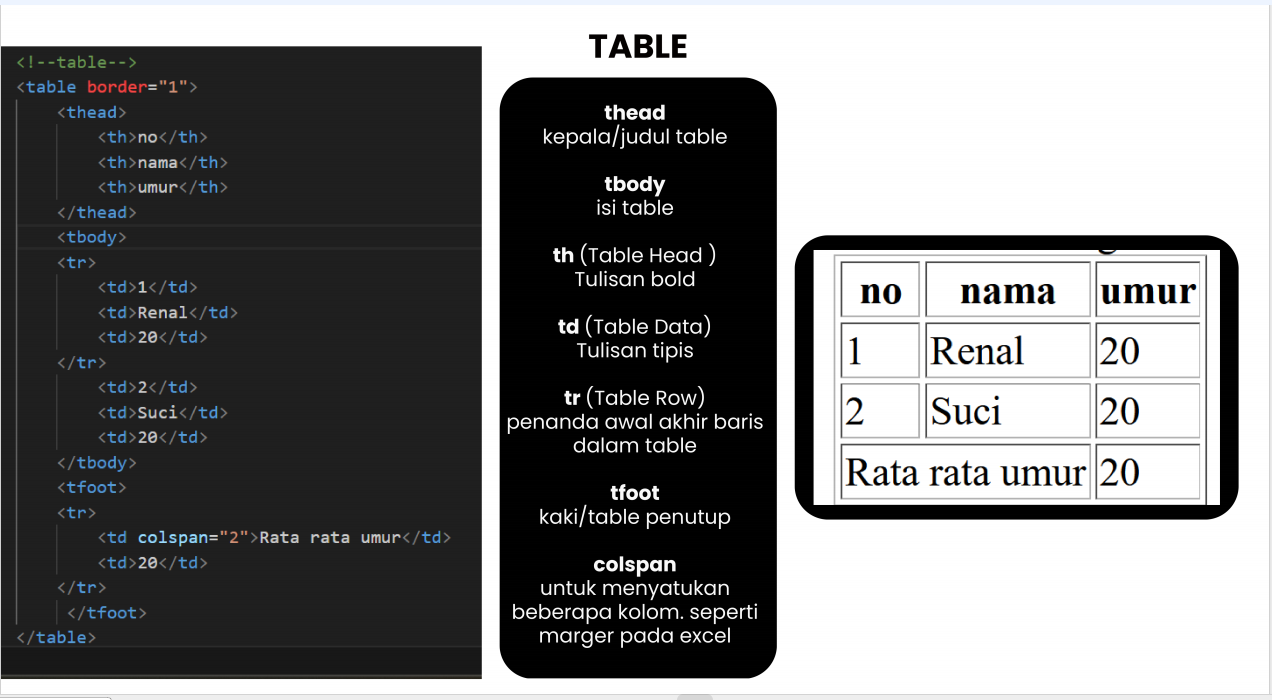 TABLE
<!--table-->
<table border="1">
<thead>
<th>no</th>
<th>nama</th>
<th>umur</th>
</thead>
<tbody>
<tr>
<td>1</td>
<td>Renal</td>
<td>20</td>
</tr>
<td>2</td>
<td>Suci</td>
<td>20</td>
</tbody>
<tfoot>
<tr>
<td colspan="2">Rata rata umur</td>
<td>20</td>
</tr>
</tfoot>
</table>
thead
kepala/judul table
tbody
isi table
th (Table Head )
Tulisan bold
td (Table Data)
Tulisan tipis
tr (Table Row)
penanda awal akhir baris
dalam table
tfoot
kaki/table penutup
colspan
untuk menyatukan
beberapa kolom. seperti
marger pada excel
no nama umur
1 Renal 20
2 Suci 20
Rata rata umur 20